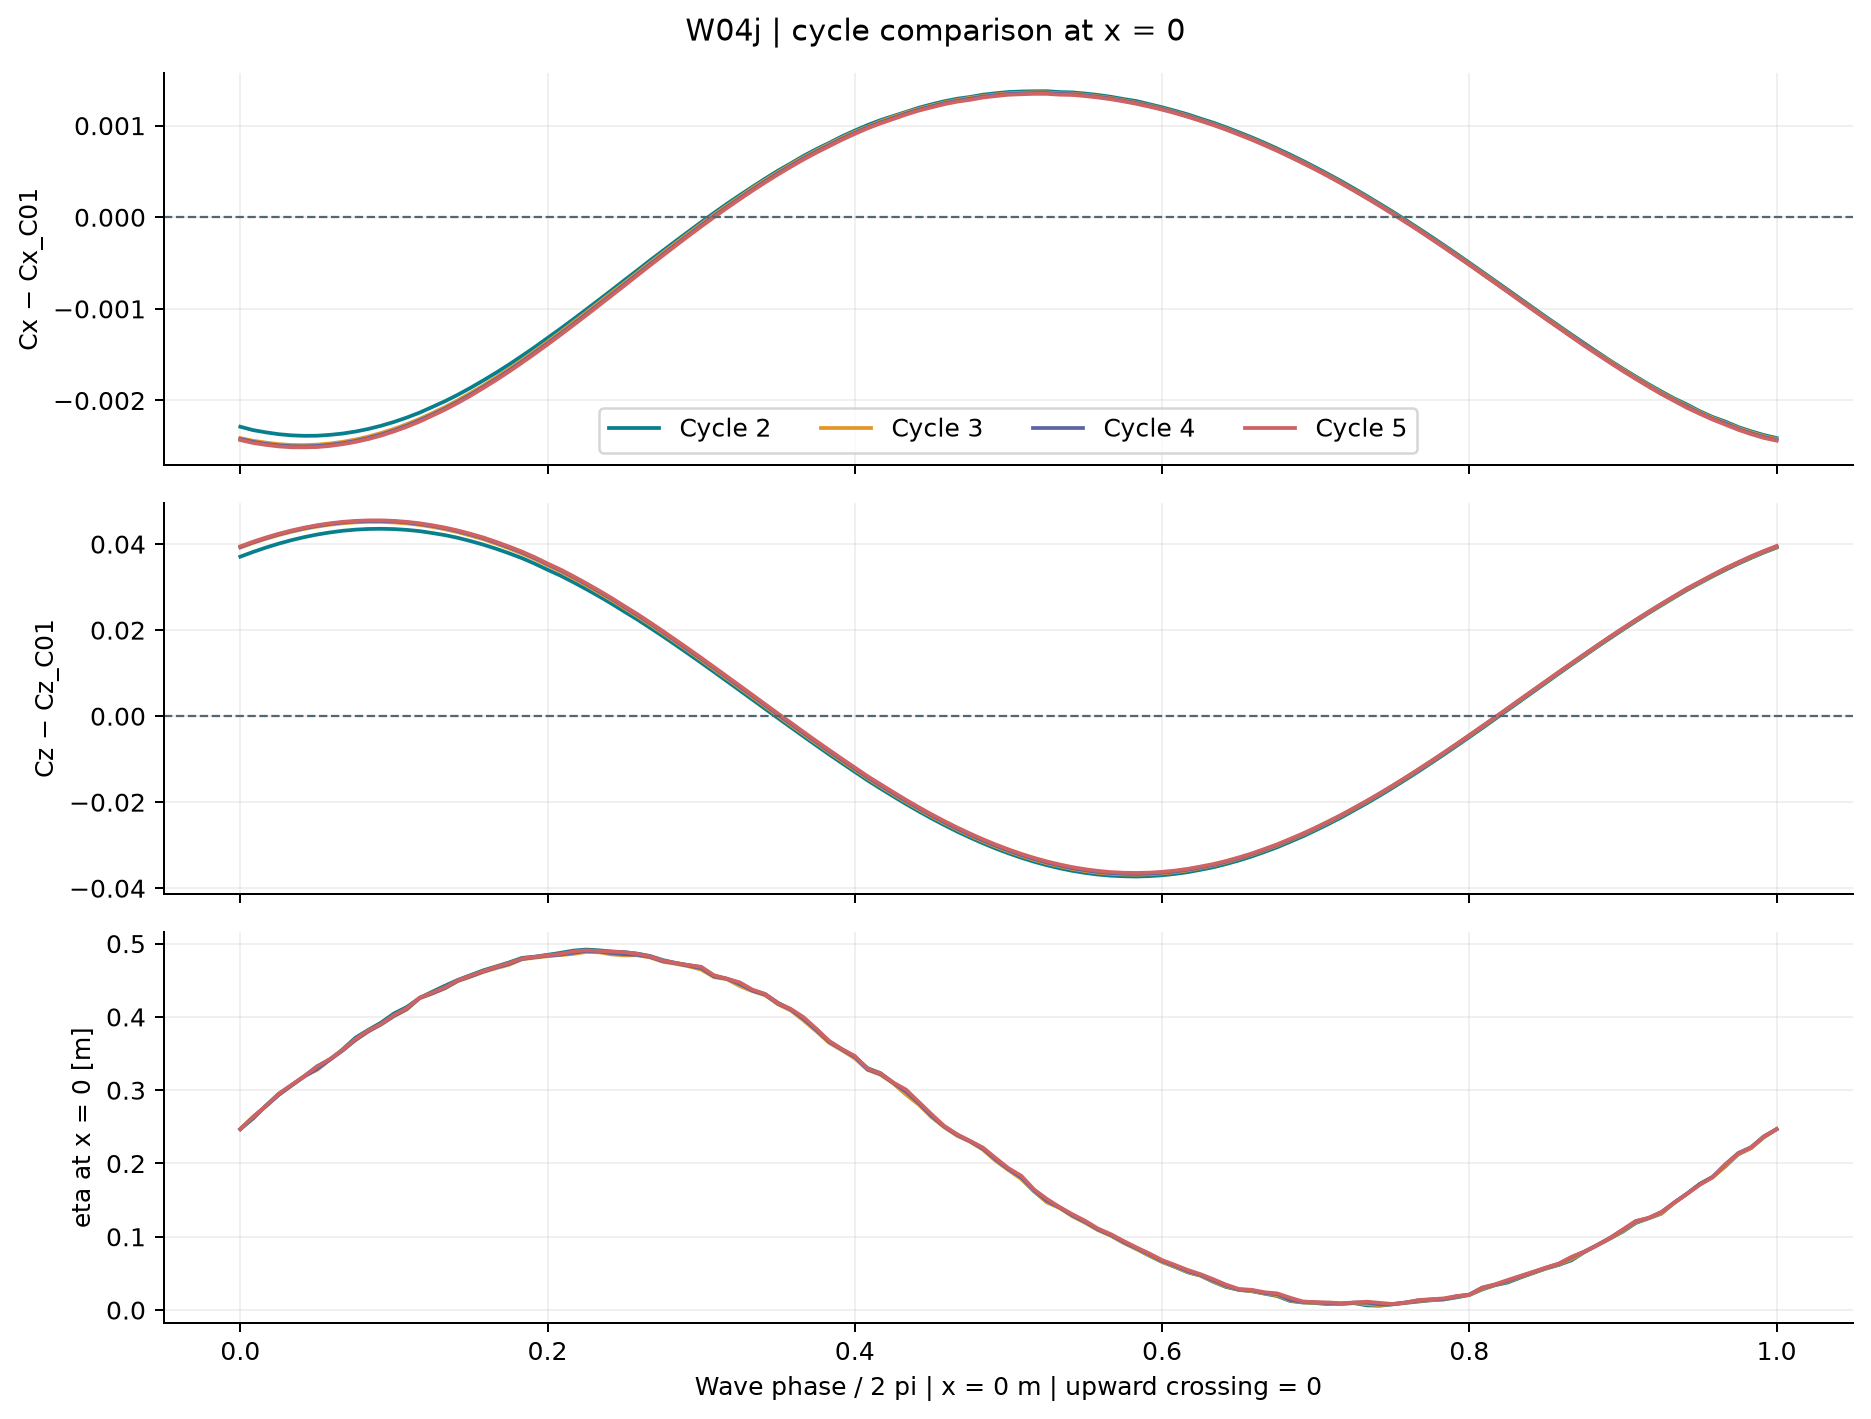 W04j | cycle comparison at x = 0
Cx − Cx_C01
0.001
0.000
−0.001
−0.002
Cycle 2
Cycle 3
Cycle 4
Cycle 5
Cz − Cz_C01
0.04
0.02
0.00
−0.02
−0.04
eta at x = 0 [m]
0.5
0.4
0.3
0.2
0.1
0.0
0.0 0.2 0.4 0.6 0.8 1.0
Wave phase / 2 pi | x = 0 m | upward crossing = 0